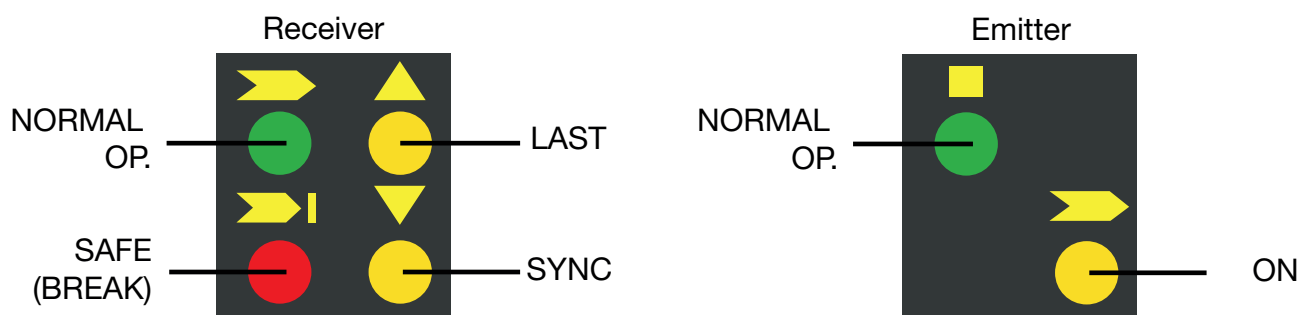 Receiver
NORMAL
OP.
LAST
SAFE
(BREAK)
SYNC
Emitter
NORMAL
OP.
ON